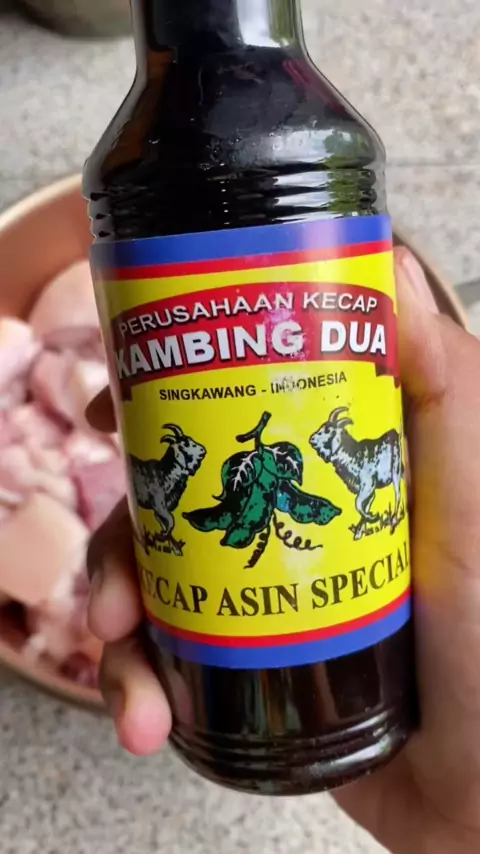 PERUSAHAAN KECAP
KAMBING DUA
SINGKAWANG - INDONESIA
KECAP ASIN SPECIAL